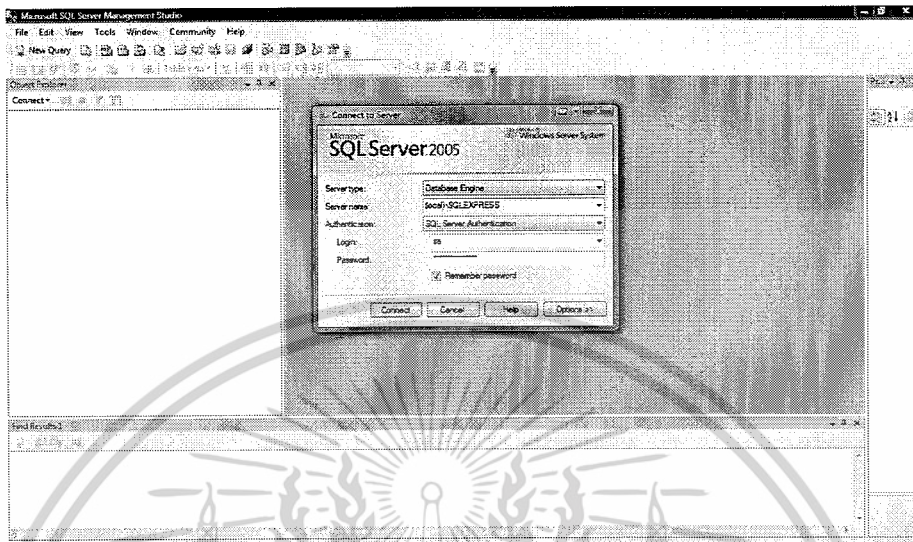 Microsoft SQL Server Management Studio
File Edit View Tools Window Community Help
New Query
Object Explorer
Connect
Connect to Server
Microsoft
Windows Server System
SQL Server 2005
Server type: Database Engine
Server name: (local)\SQLEXPRESS
Authentication: SQL Server Authentication
Login: sa
Password:
Remember password
Connect Cancel Help Options >>
Find Results 1